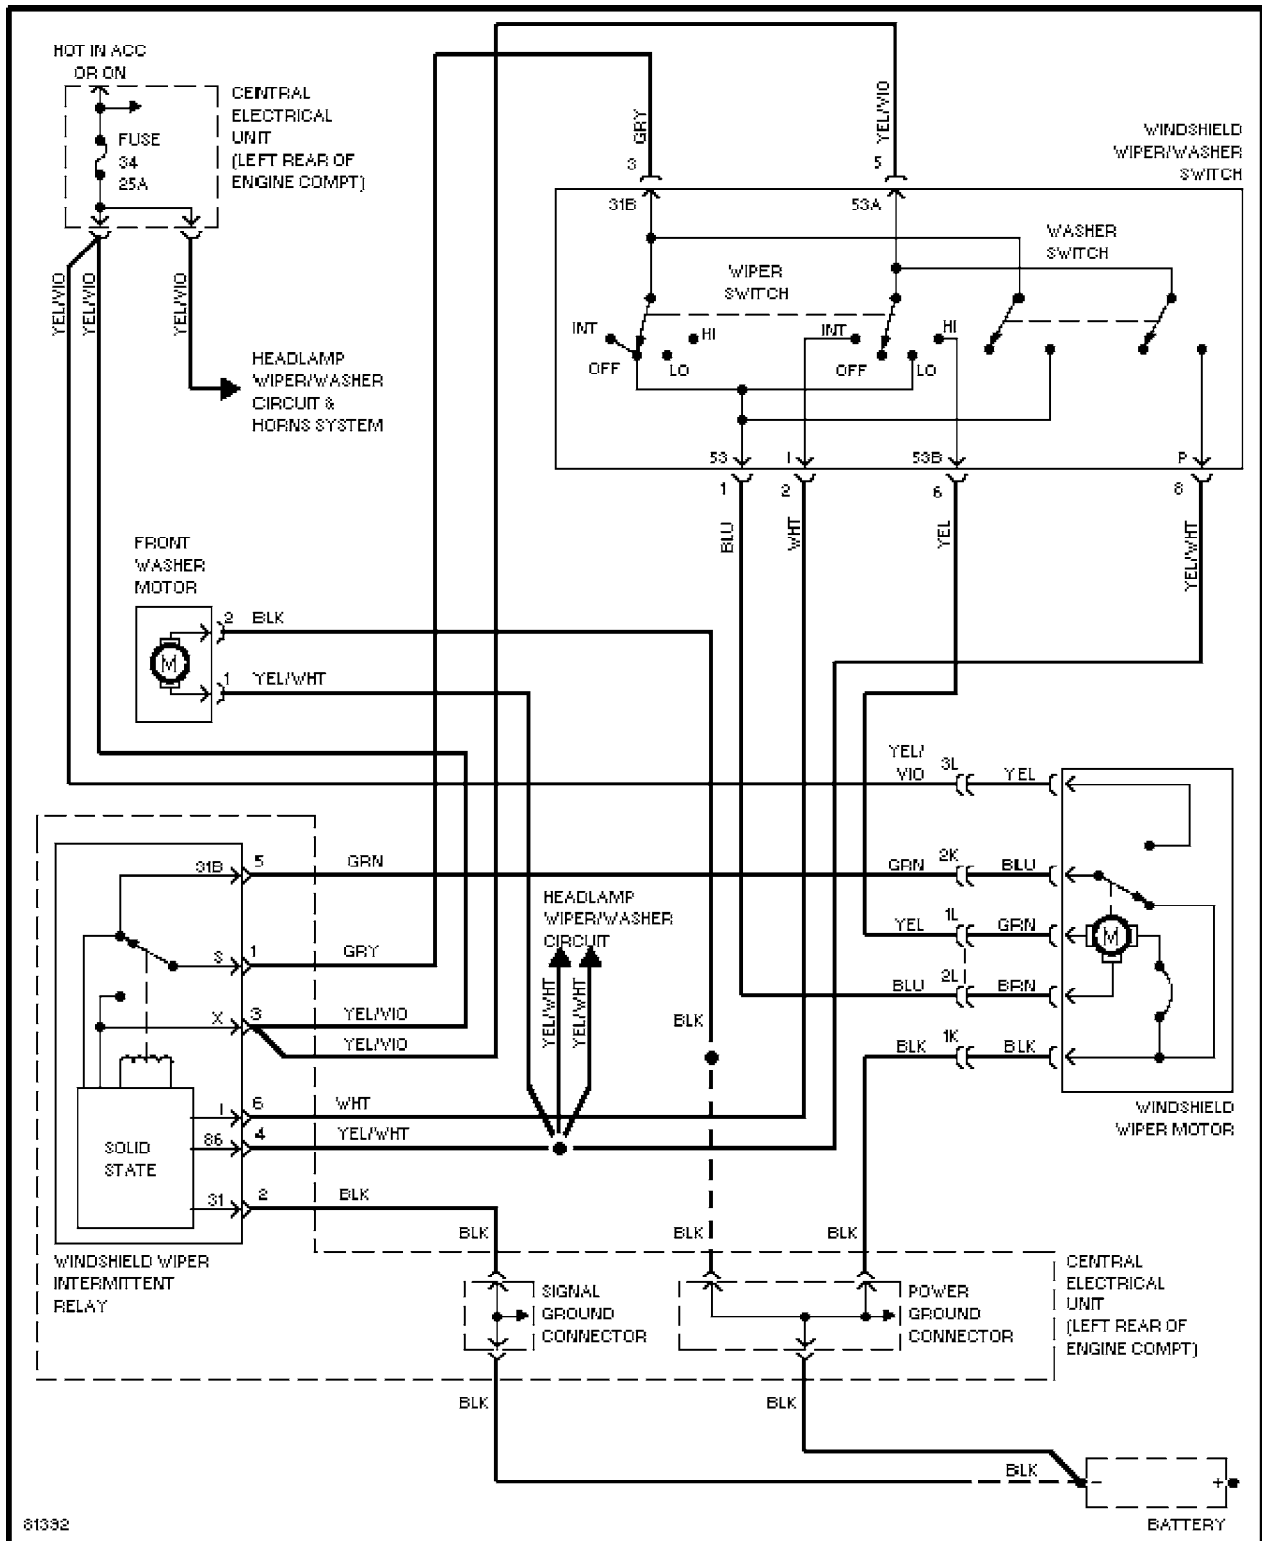 HOT IN ACC
OR ON
CENTRAL
ELECTRICAL
UNIT
(LEFT REAR OF
ENGINE COMPT)
FUSE
34
25A
YEL/VIO
YEL/VIO
YEL/VIO
HEADLAMP
WIPER/WASHER
CIRCUIT &
HORNS SYSTEM
GRY
YEL/VIO
3
5
WINDSHIELD
WIPER/WASHER
SWITCH
31B
53A
WASHER
SWITCH
WIPER
SWITCH
INT
HI
OFF
LO
INT
HI
OFF
LO
53
I
53B
P
1
2
6
8
BLU
WHT
YEL
YEL/WHT
FRONT
WASHER
MOTOR
M
2
BLK
1
YEL/WHT
YEL/
VIO
3L
YEL
31B
5
GRN
GRN
2K
BLU
HEADLAMP
WIPER/WASHER
CIRCUIT
YEL
1L
GRN
M
S
1
GRY
BLU
2L
BRN
YEL/WHT
YEL/WHT
X
3
YEL/VIO
YEL/VIO
BLK
BLK
1K
BLK
I
6
WHT
86
4
YEL/WHT
SOLID
STATE
31
2
BLK
WINDSHIELD
WIPER MOTOR
BLK
BLK
BLK
WINDSHIELD WIPER
INTERMITTENT
RELAY
SIGNAL
GROUND
CONNECTOR
POWER
GROUND
CONNECTOR
CENTRAL
ELECTRICAL
UNIT
(LEFT REAR OF
ENGINE COMPT)
BLK
BLK
BLK
-
+
BATTERY
81392